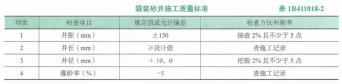 袋装砂井施工质量标准 表 1B411018-2
项次 检查项目 规定值或允许偏差 检查方法和频率
1 井距（mm） ±150 抽查 2% 且不少于 5 点
2 井长（mm） ≥设计值 查施工记录
3 井径（mm） +10，0 挖验 2% 且不少于 5 点
4 灌砂率（%） -5 查施工记录